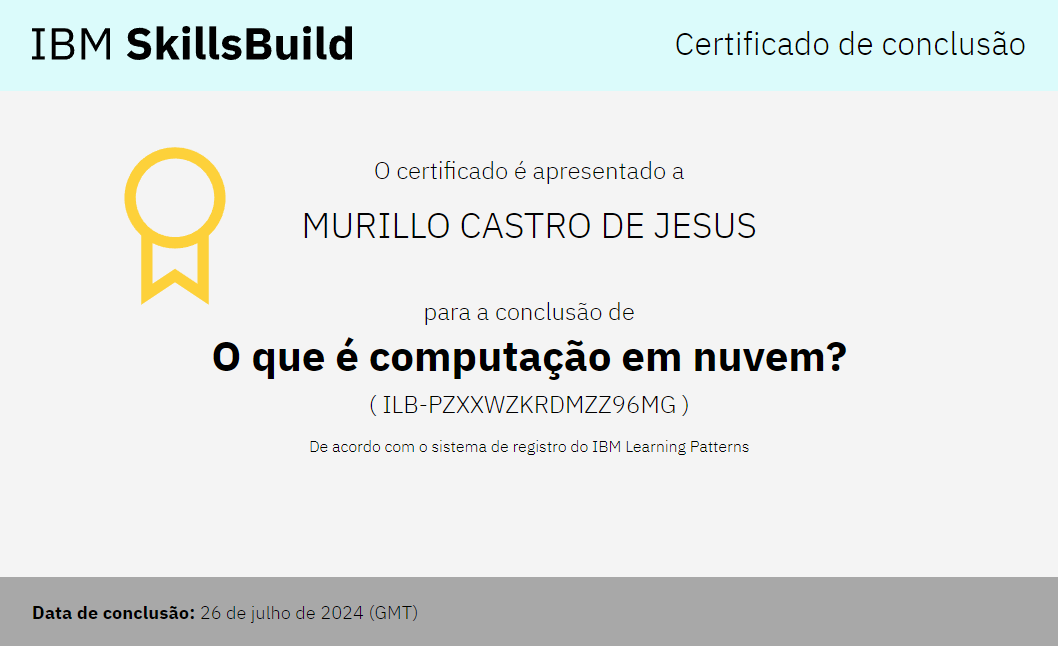 IBM SkillsBuild
Certificado de conclusão
O certificado é apresentado a
MURILLO CASTRO DE JESUS
para a conclusão de
O que é computação em nuvem?
( ILB-PZXXWZKRDMZZ96MG )
De acordo com o sistema de registro do IBM Learning Patterns
Data de conclusão: 26 de julho de 2024 (GMT)